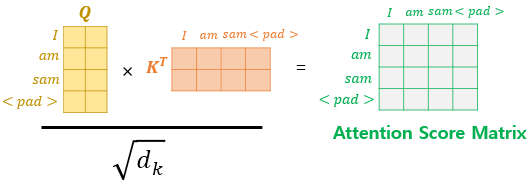 Q
I
am
sam
< pad >
×
K^T
I am sam < pad >
√d_k
=
I am sam < pad >
I
am
sam
< pad >
Attention Score Matrix